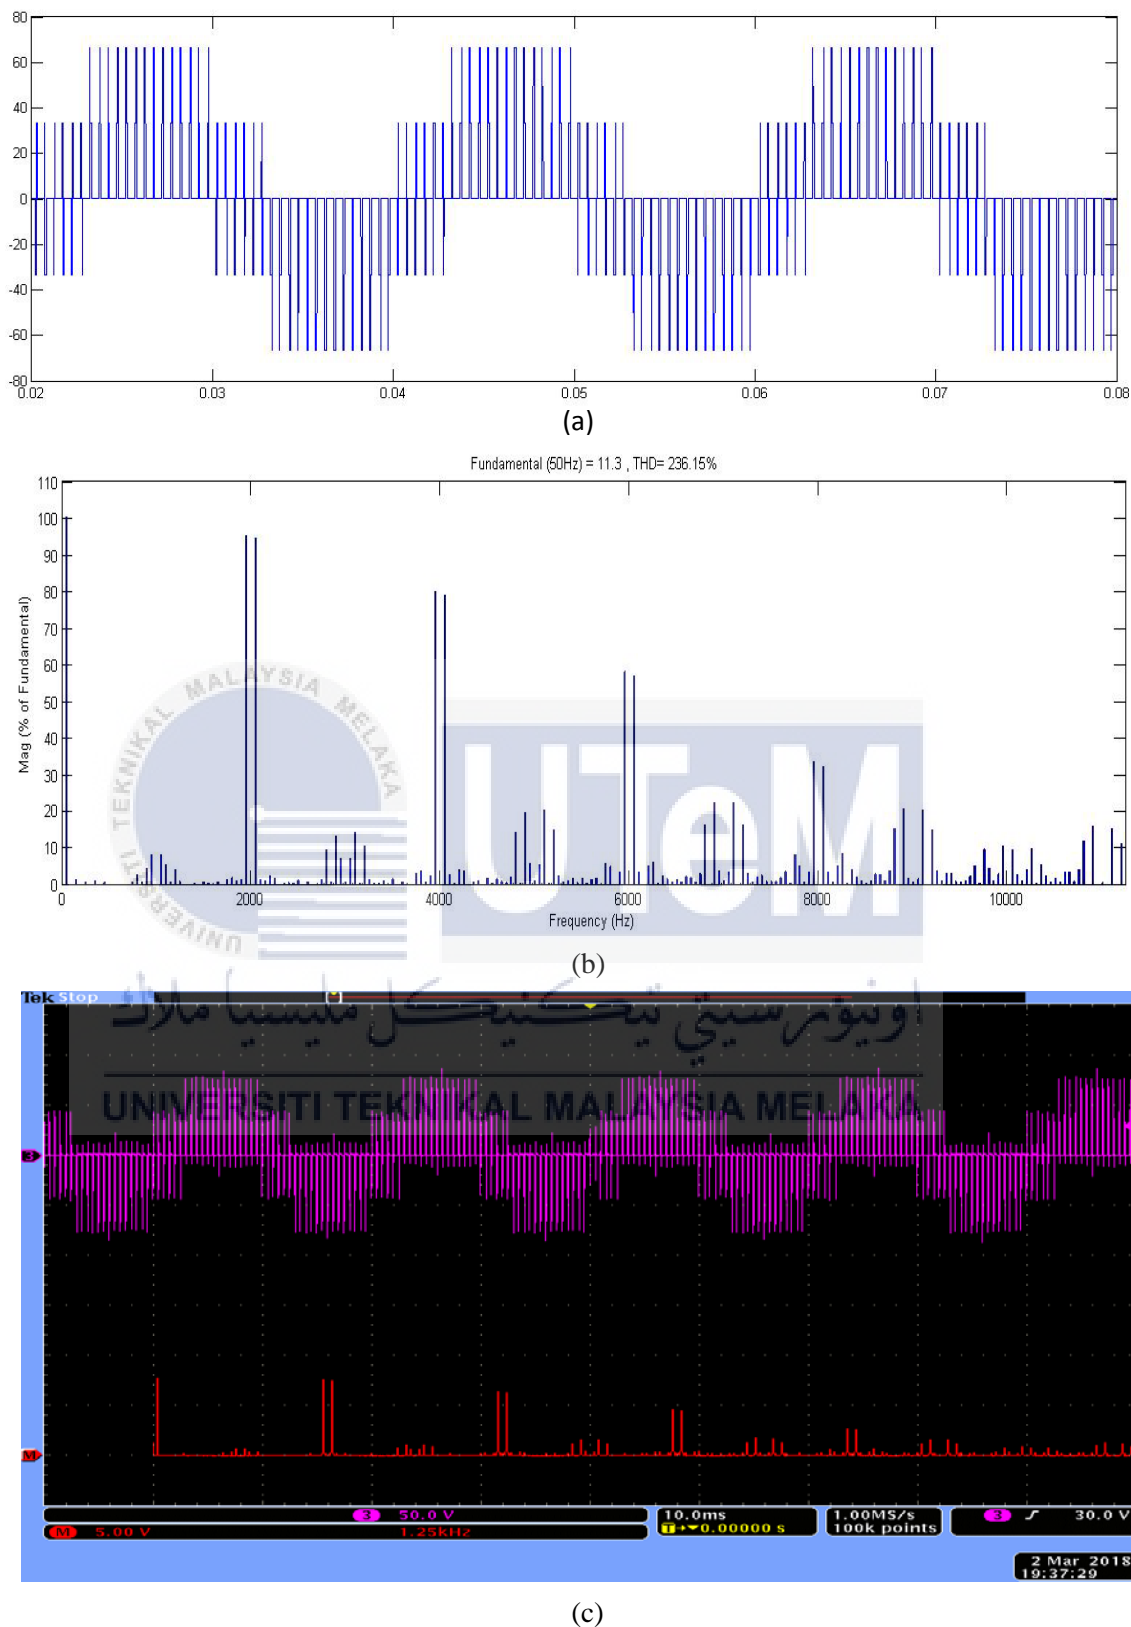 80
60
40
20
0
-20
-40
-60
-80
0.02 0.03 0.04 0.05 0.06 0.07 0.08
(a)
Fundamental (50Hz) = 11.3 , THD= 236.15%
110
100
90
80
70
60
50
40
30
20
10
0
Mag (% of Fundamental)
0 2000 4000 6000 8000 10000
Frequency (Hz)
UNIVERSITI TEKNIKAL MALAYSIA MELAKA
UTeM
(b)
Tek Stop
اونيۏرسيتي تيكنيكل مليسيا ملاك
UNIVERSITI TEKNIKAL MALAYSIA MELAKA
3
M
3 50.0 V
M 5.00 V 1.25kHz
10.0ms
T→▼0.00000 s
1.00MS/s
100k points
3 30.0 V
2 Mar 2018
19:37:29
(c)